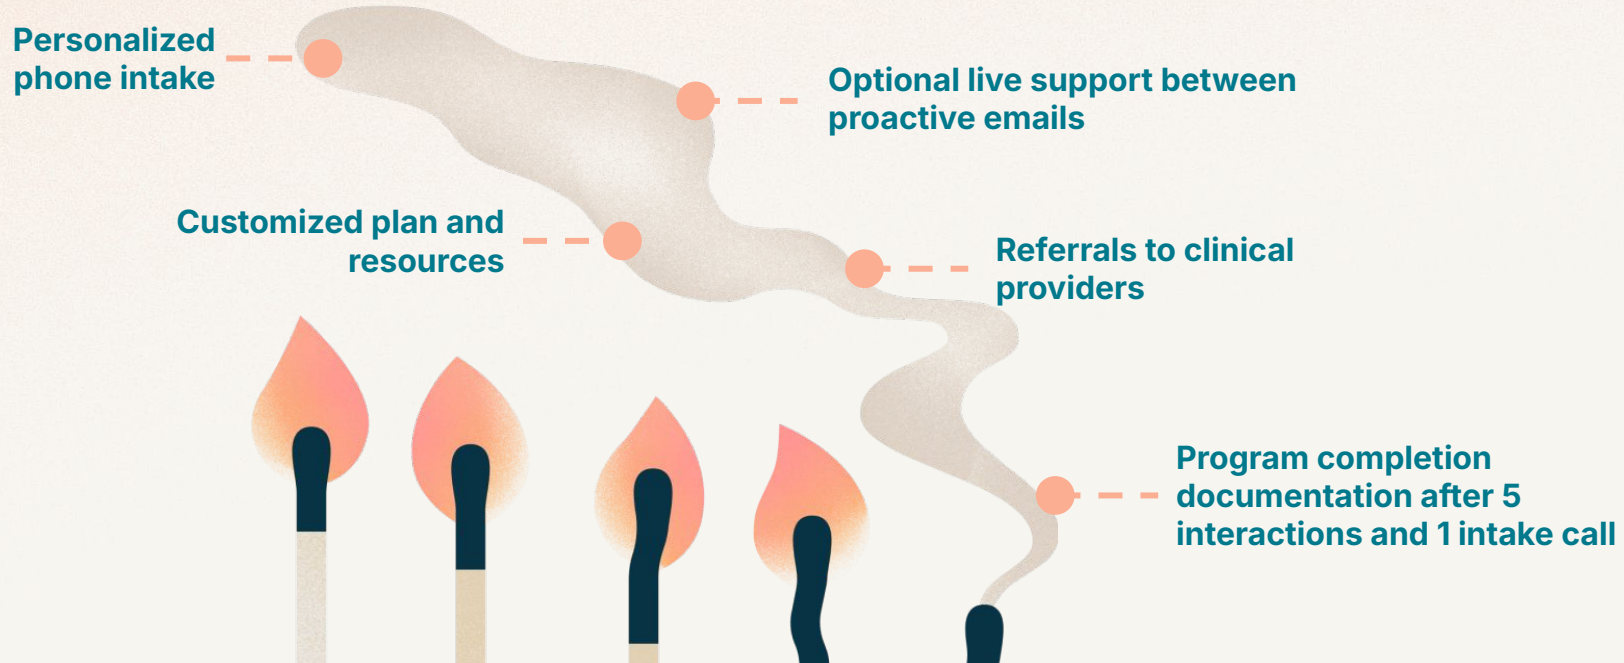 Personalized
phone intake
Optional live support between
proactive emails
Customized plan and
resources
Referrals to clinical
providers
Program completion
documentation after 5
interactions and 1 intake call